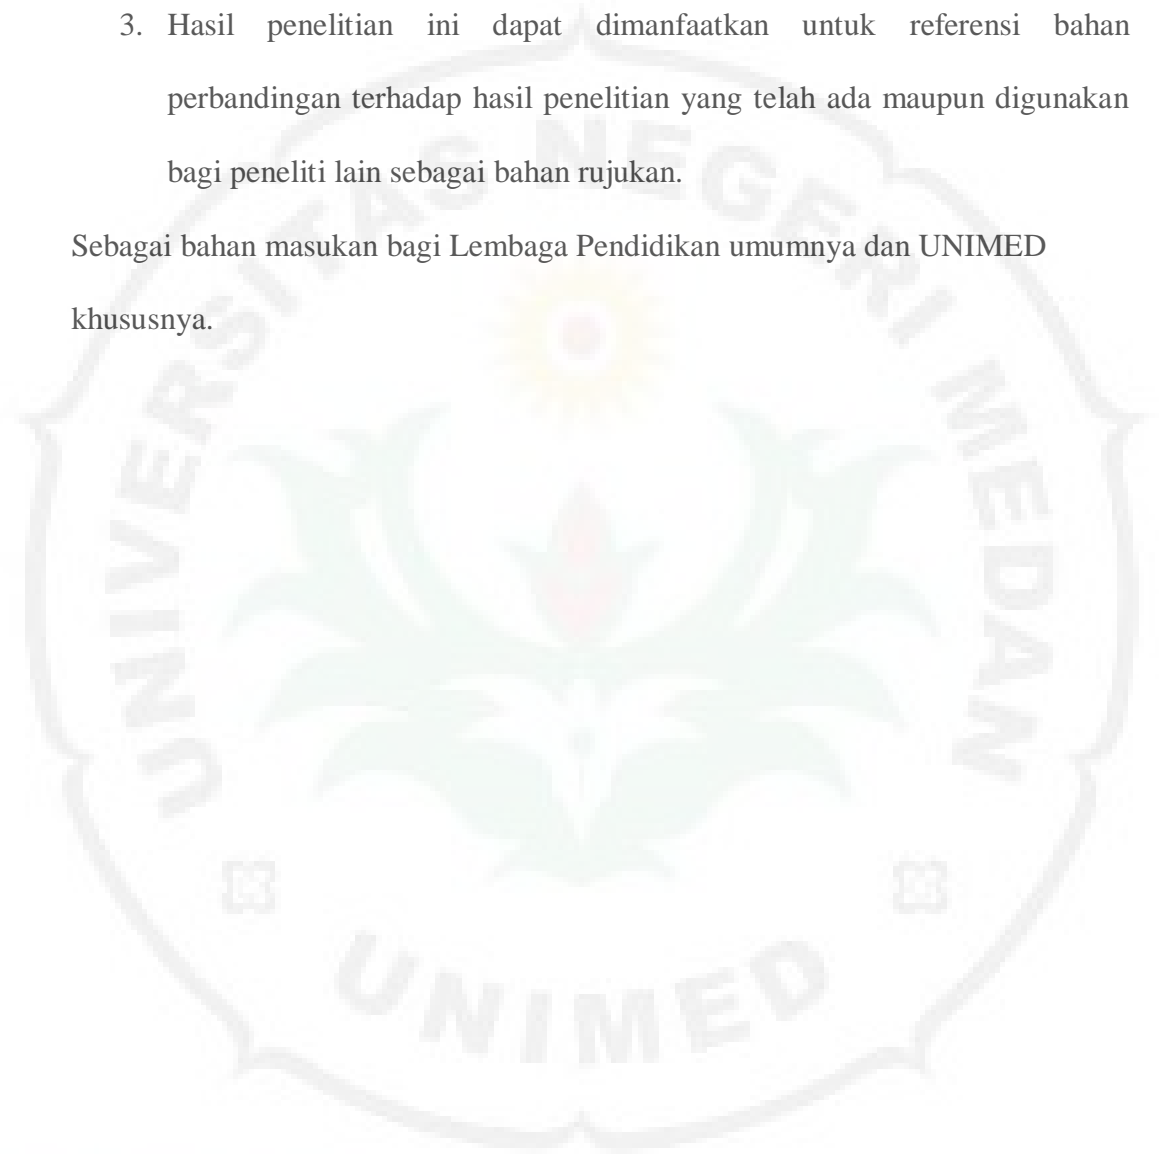 3. Hasil penelitian ini dapat dimanfaatkan untuk referensi bahan
perbandingan terhadap hasil penelitian yang telah ada maupun digunakan
bagi peneliti lain sebagai bahan rujukan.
Sebagai bahan masukan bagi Lembaga Pendidikan umumnya dan UNIMED
khususnya.
UNIVERSITAS NEGERI MEDAN
UNIMED